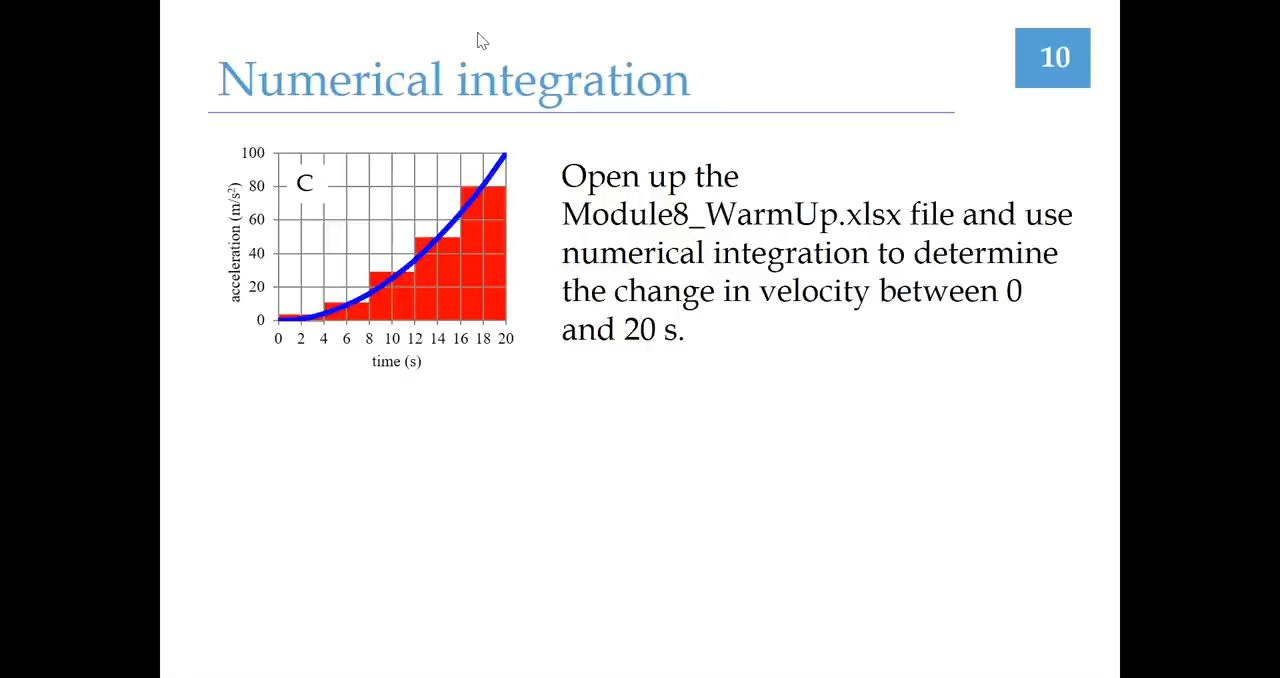 10
Numerical integration
100
80
60
40
20
0
C
acceleration (m/s²)
0 2 4 6 8 10 12 14 16 18 20
time (s)
Open up the
Module8_WarmUp.xlsx file and use
numerical integration to determine
the change in velocity between 0
and 20 s.